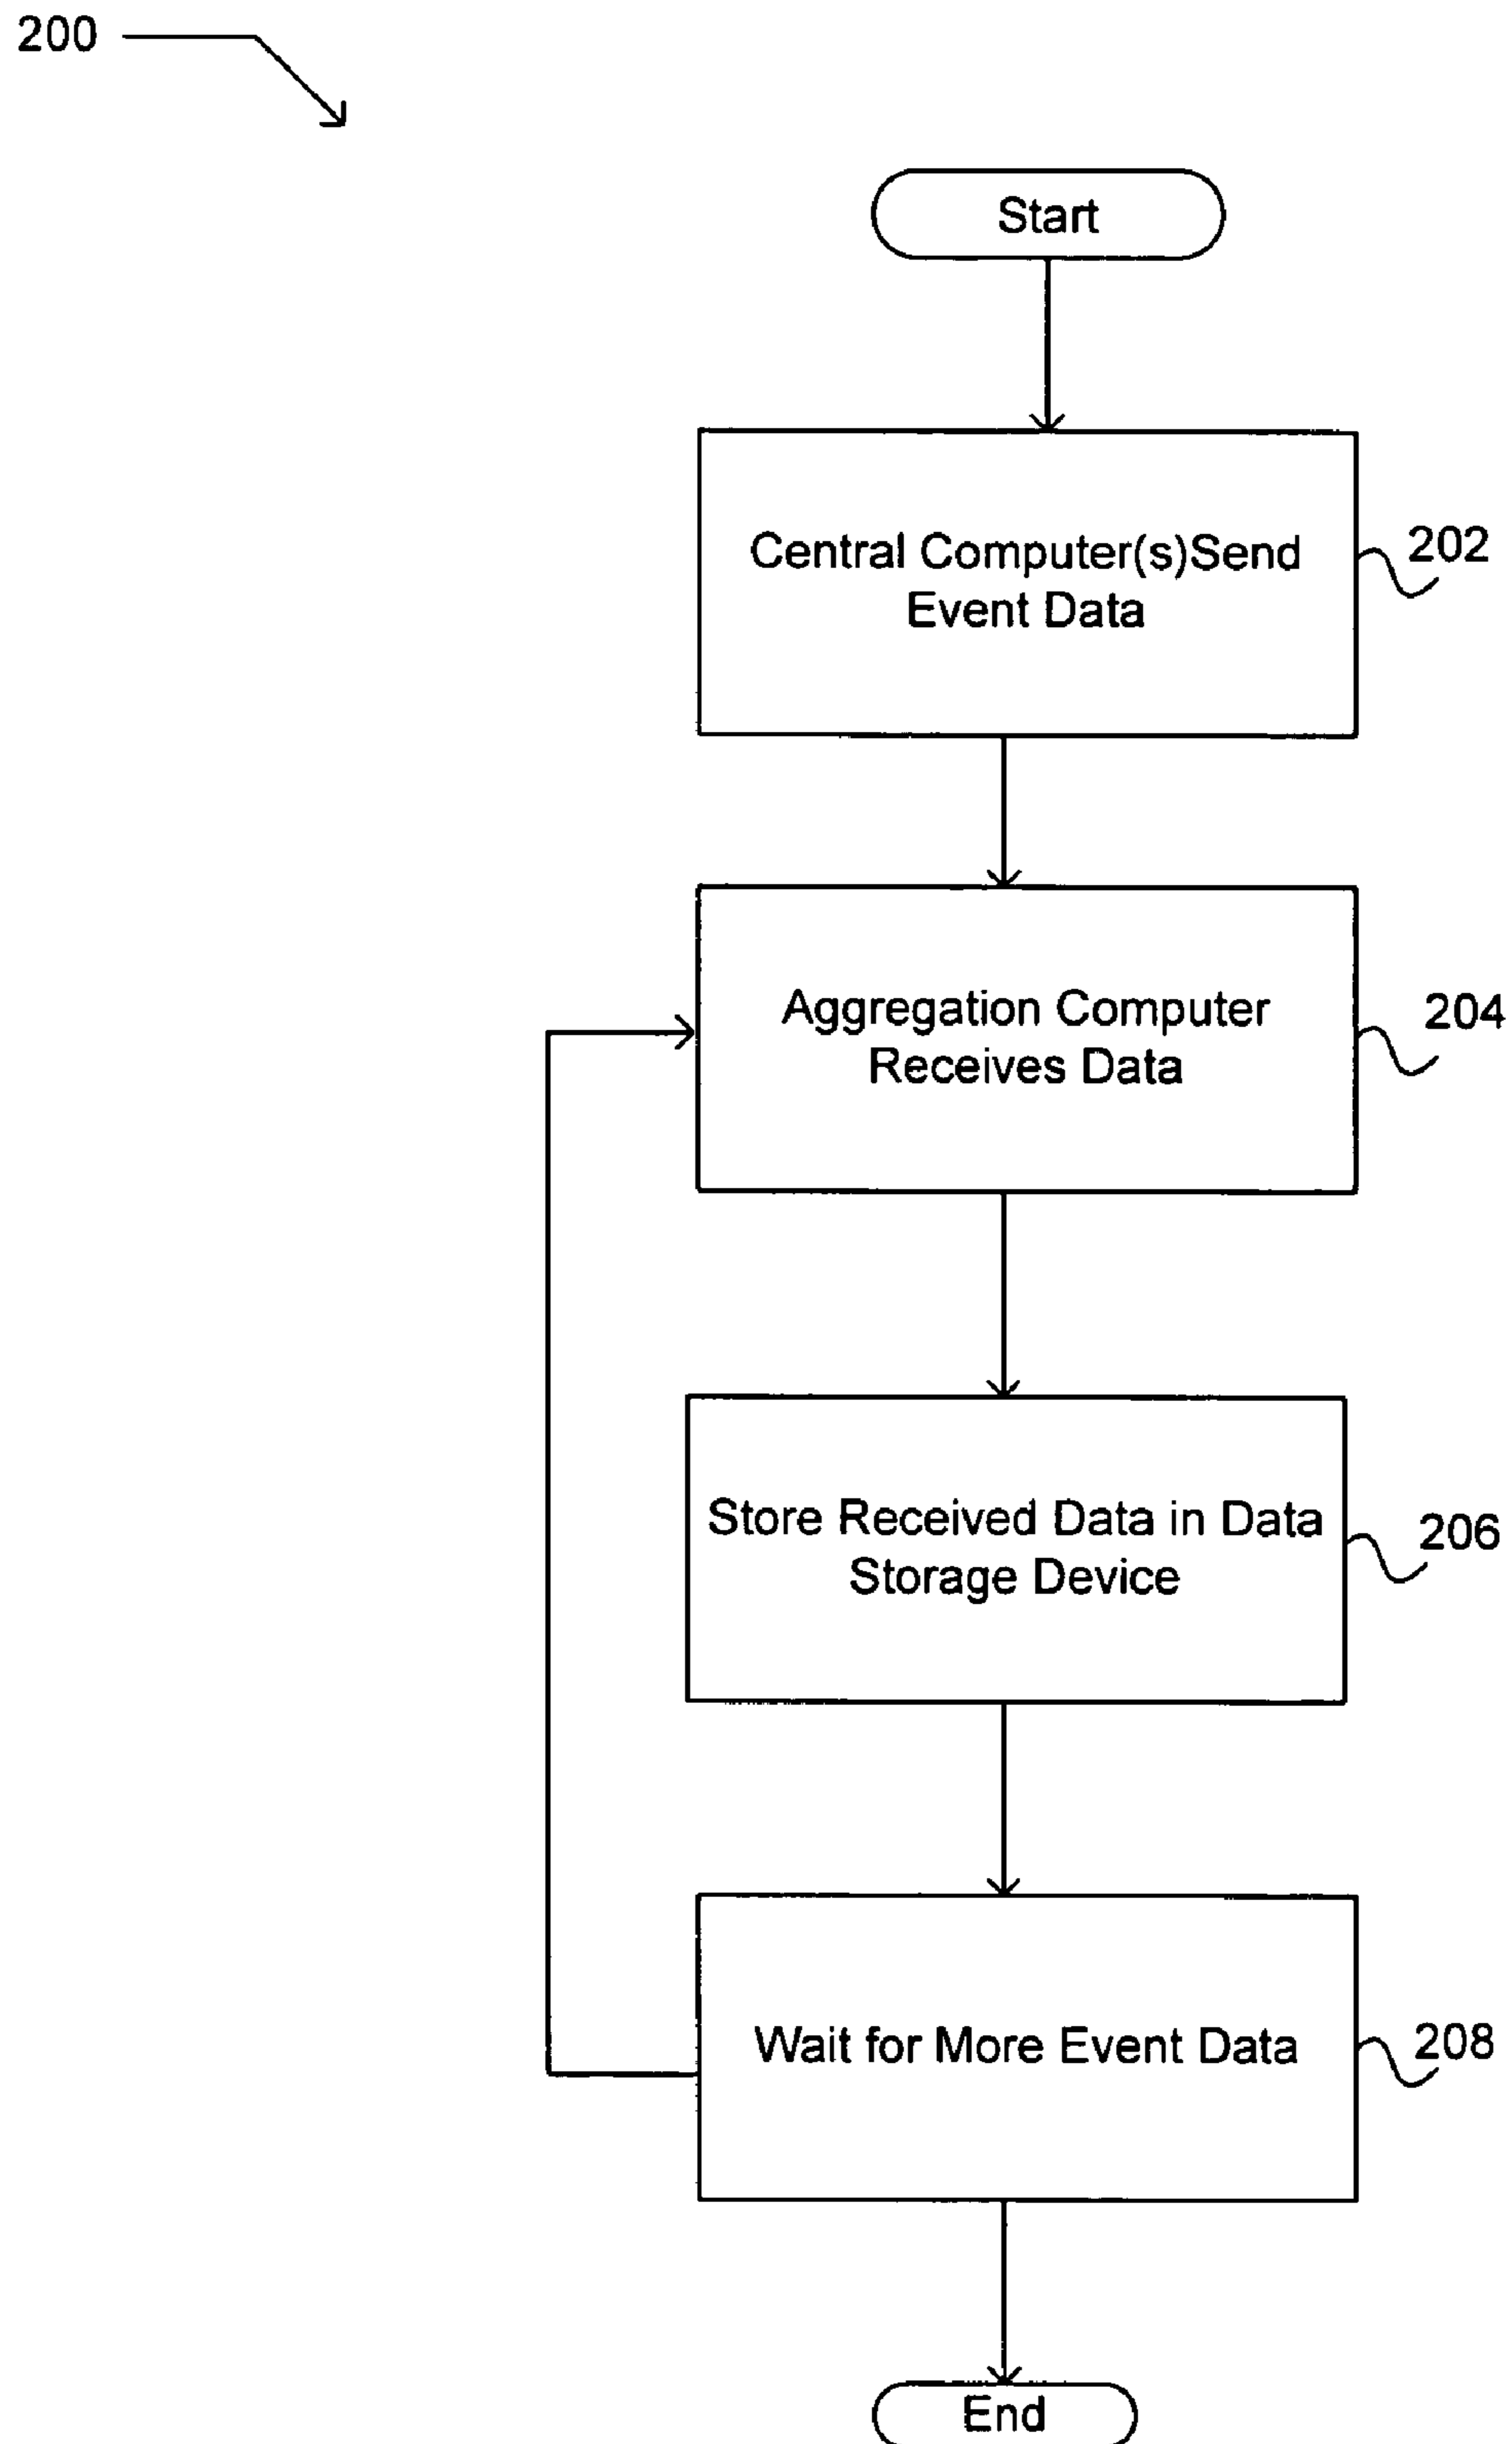 200
Start
Central Computer(s)Send
Event Data
202
Aggregation Computer
Receives Data
204
Store Received Data in Data
Storage Device
206
Wait for More Event Data
208
End